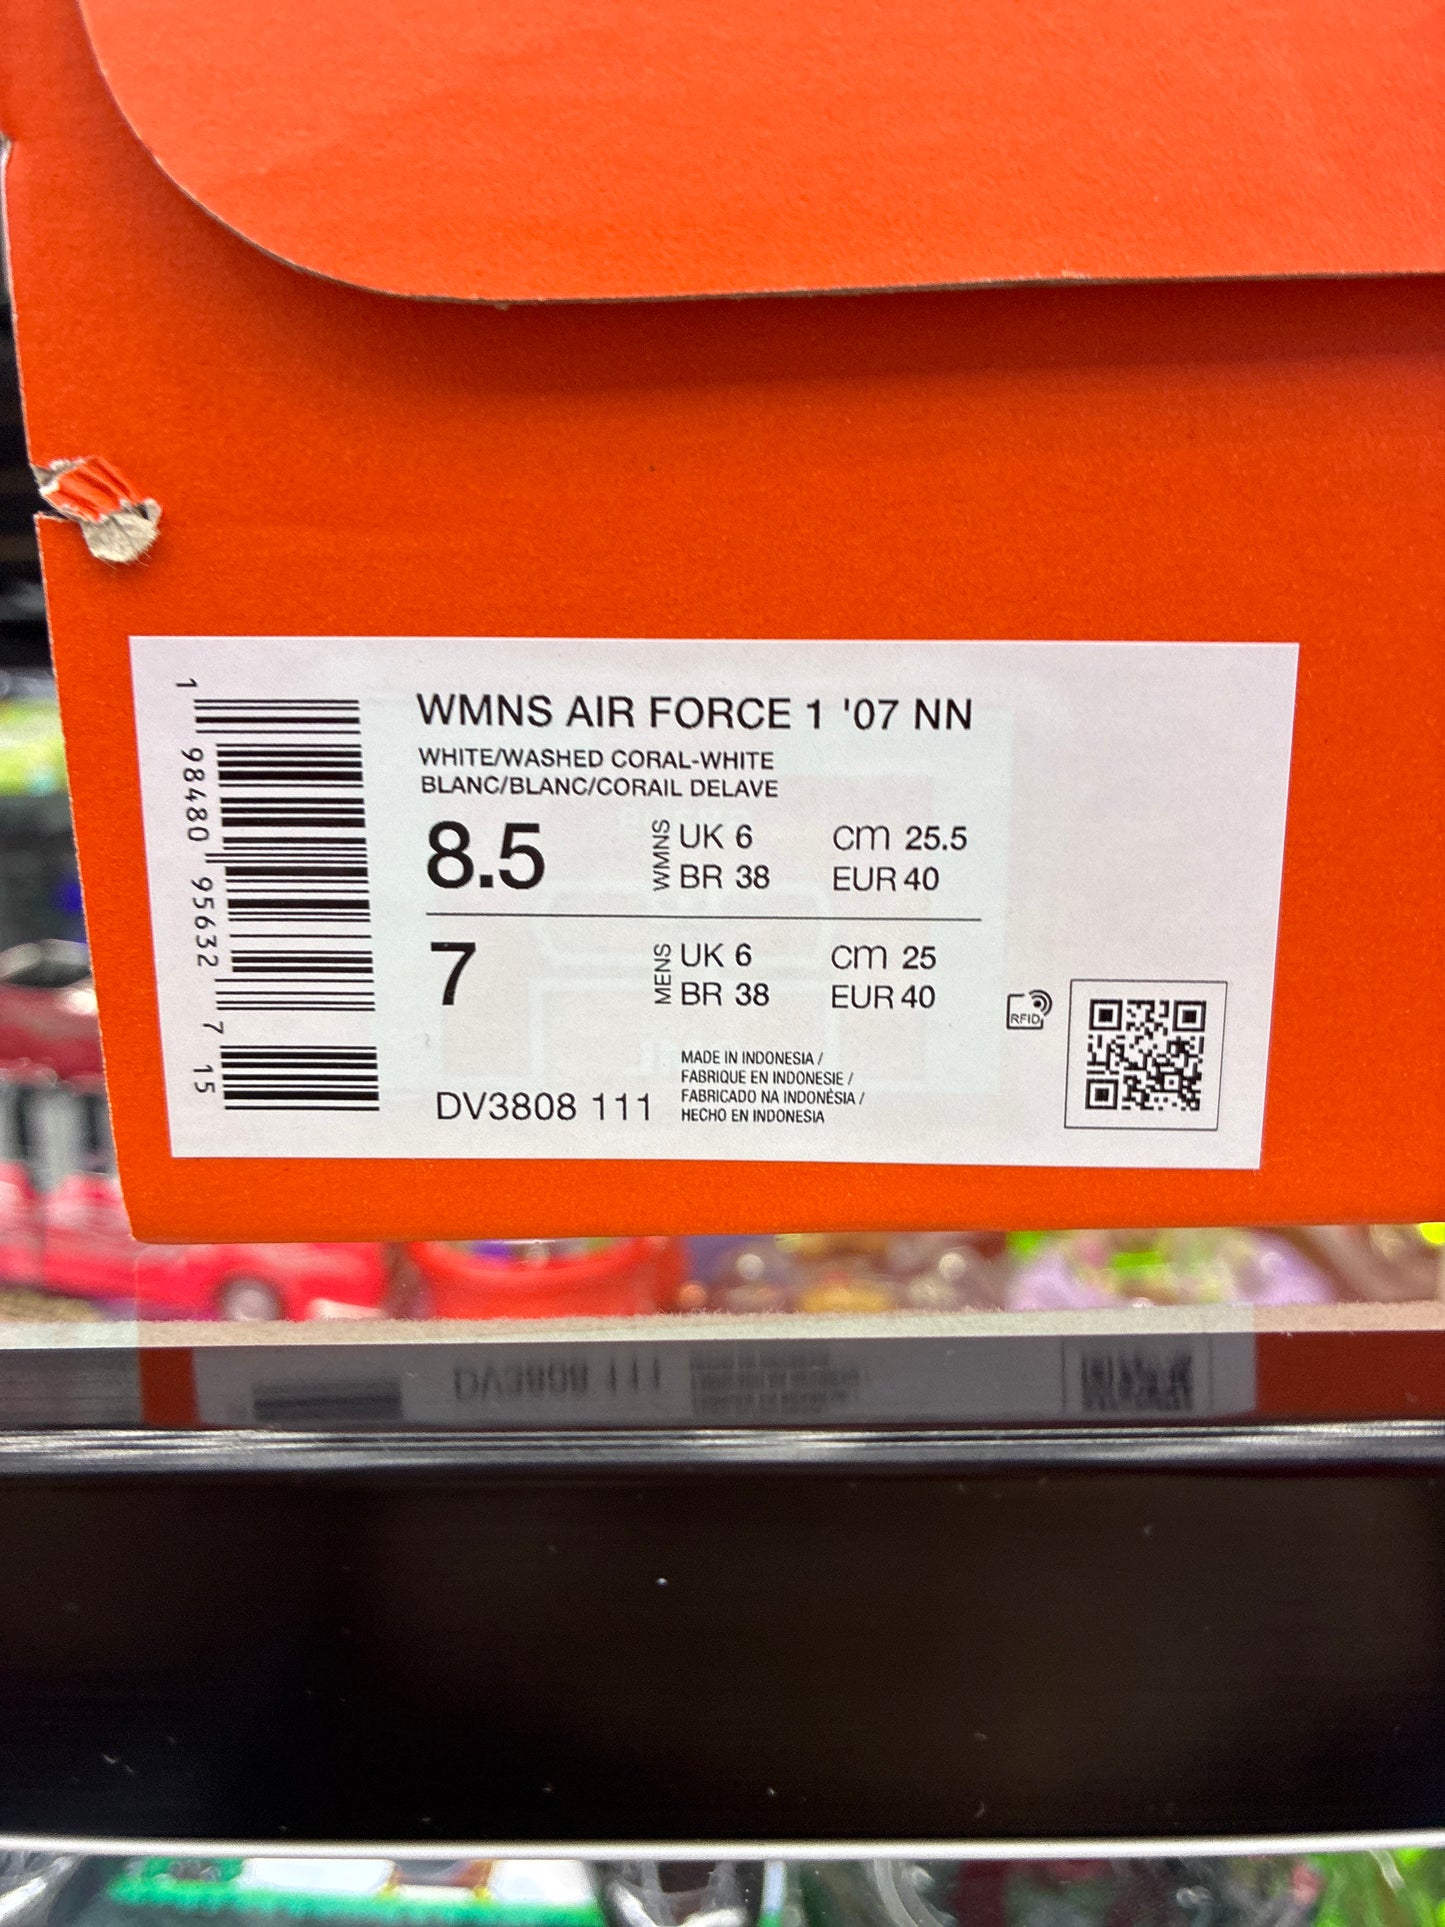 1 98480 95632 7 15
WMNS AIR FORCE 1 '07 NN
WHITE/WASHED CORAL-WHITE
BLANC/BLANC/CORAIL DELAVE
8.5 WMNS UK 6 cm 25.5
BR 38 EUR 40
7 MENS UK 6 cm 25
BR 38 EUR 40
RFID
DV3808 111
MADE IN INDONESIA /
FABRIQUE EN INDONESIE /
FABRICADO NA INDONÉSIA /
HECHO EN INDONESIA